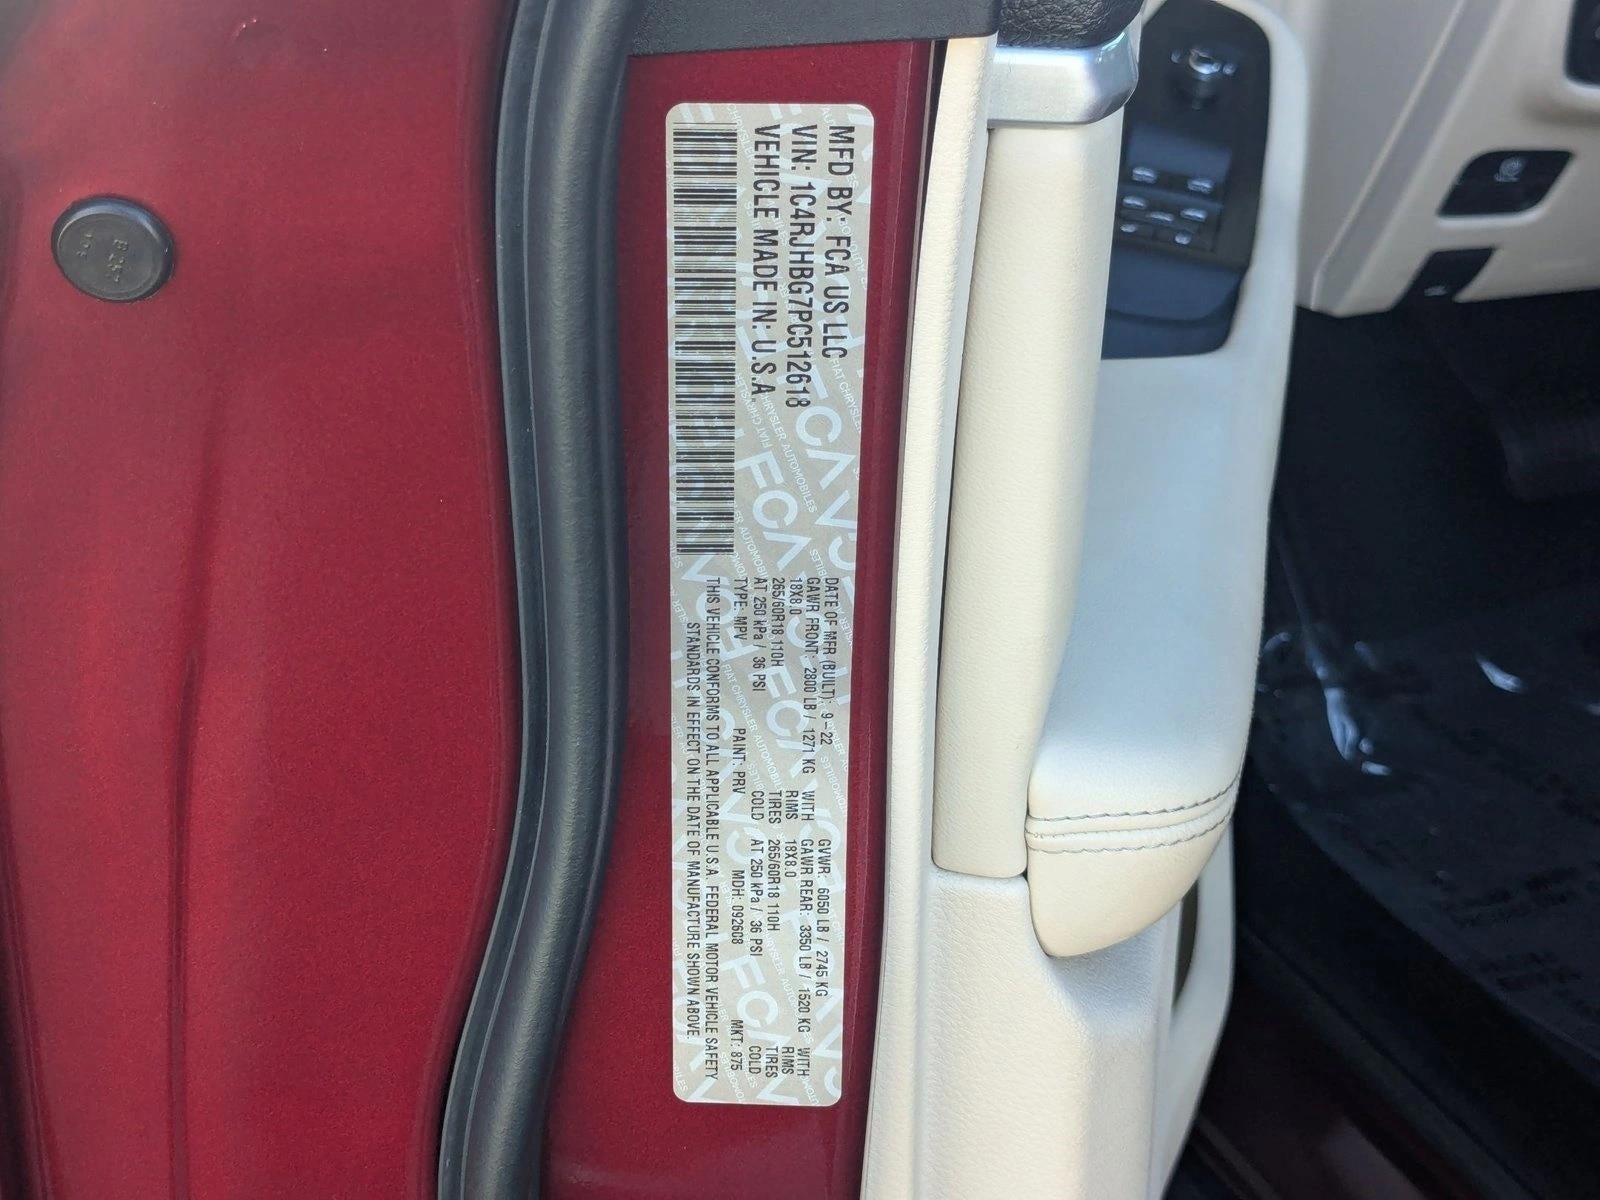 MFD BY: FCA US LLC
VIN: 1C4RJHBG7PC512618
VEHICLE MADE IN: U.S.A
DATE OF MFR (BUILT): 9-22 GVWR: 6050 LB / 2745 KG
GAWR FRONT: 2800 LB / 1271 KG WITH GAWR REAR: 3350 LB / 1520 KG WITH
18X8.0 RIMS 18X8.0 RIMS
265/60R18 110H TIRES 265/60R18 110H TIRES
AT 250 kPa / 36 PSI COLD AT 250 kPa / 36 PSI COLD
TYPE: MPV PAINT: PRV MDH: 092608 MKT: 875
THIS VEHICLE CONFORMS TO ALL APPLICABLE U.S.A. FEDERAL MOTOR VEHICLE SAFETY
STANDARDS IN EFFECT ON THE DATE OF MANUFACTURE SHOWN ABOVE.
FCA
FIAT CHRYSLER AUTOMOBILES